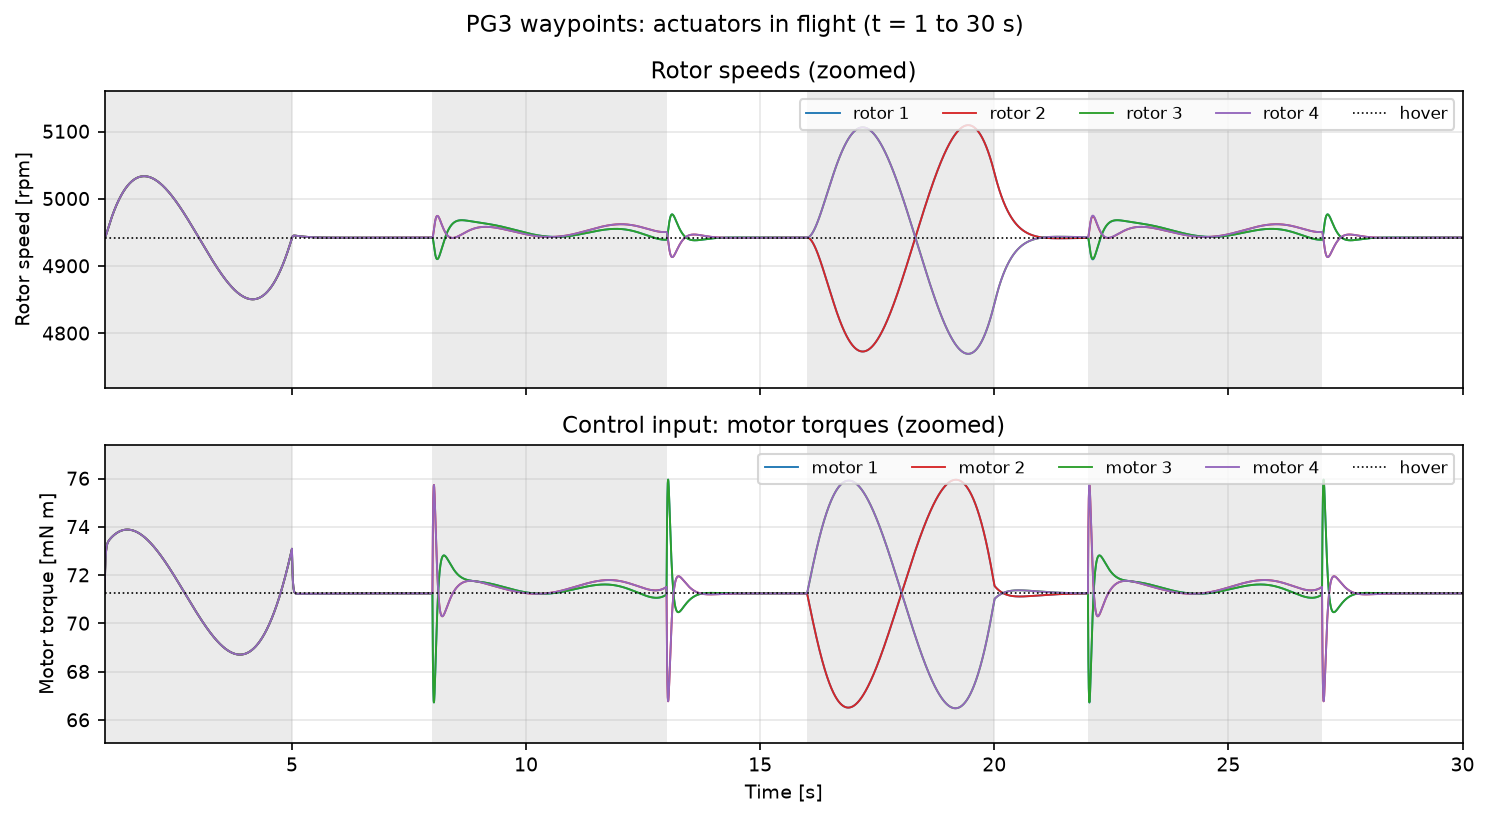 PG3 waypoints: actuators in flight (t = 1 to 30 s)
Rotor speeds (zoomed)
rotor 1 rotor 2 rotor 3 rotor 4 hover
Rotor speed [rpm]
5100
5000
4900
4800
Control input: motor torques (zoomed)
motor 1 motor 2 motor 3 motor 4 hover
Motor torque [mN m]
76
74
72
70
68
66
5 10 15 20 25 30
Time [s]